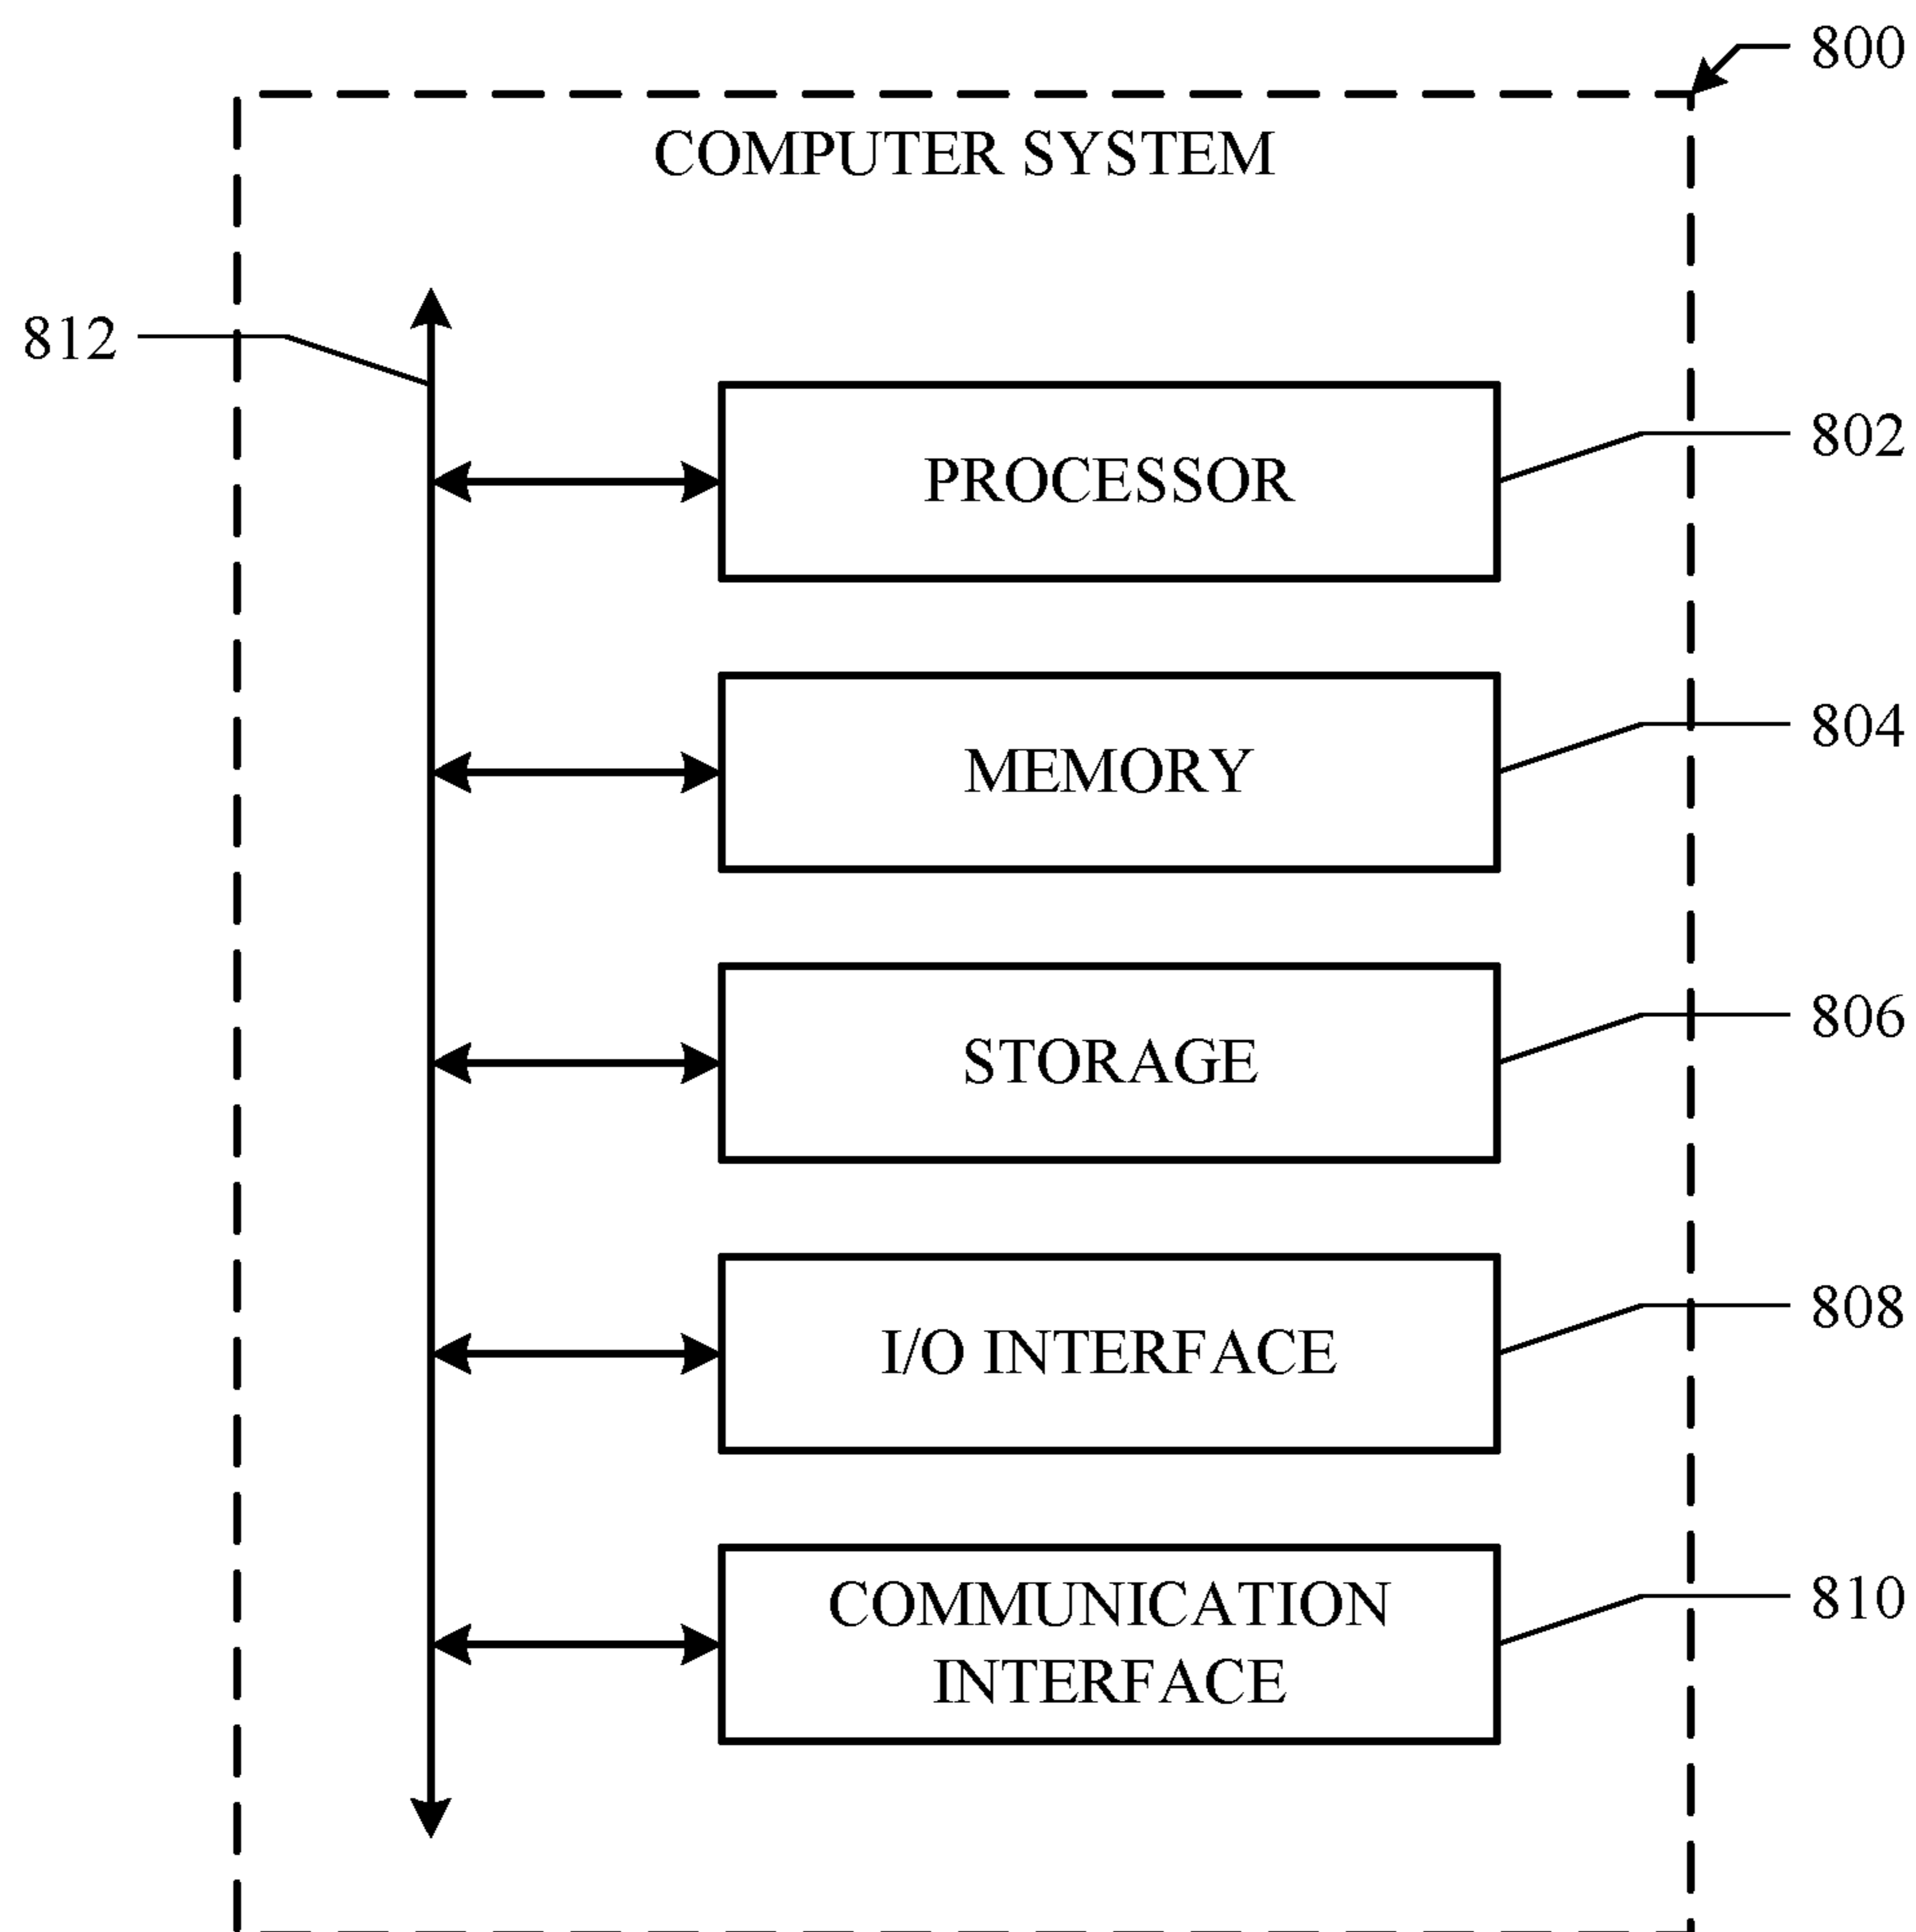 800
COMPUTER SYSTEM
812
802
PROCESSOR
804
MEMORY
806
STORAGE
808
I/O INTERFACE
810
COMMUNICATION
INTERFACE